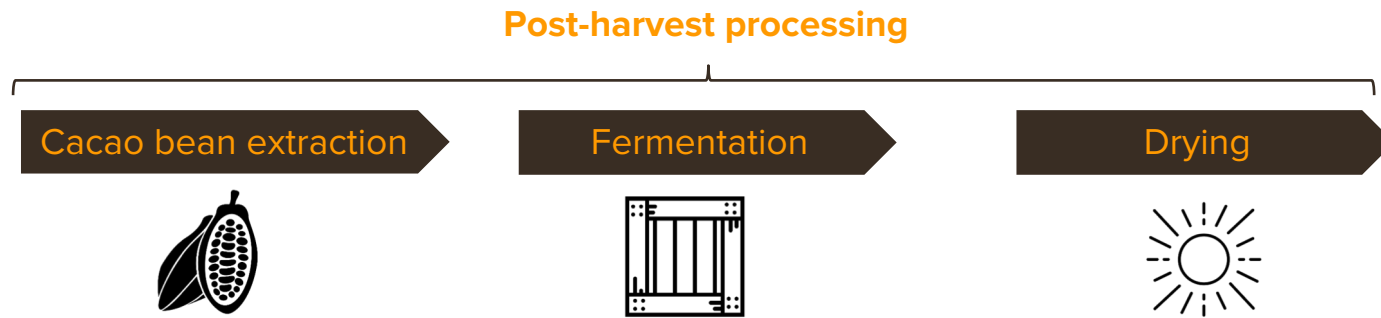 Post-harvest processing
Cacao bean extraction
Fermentation
Drying